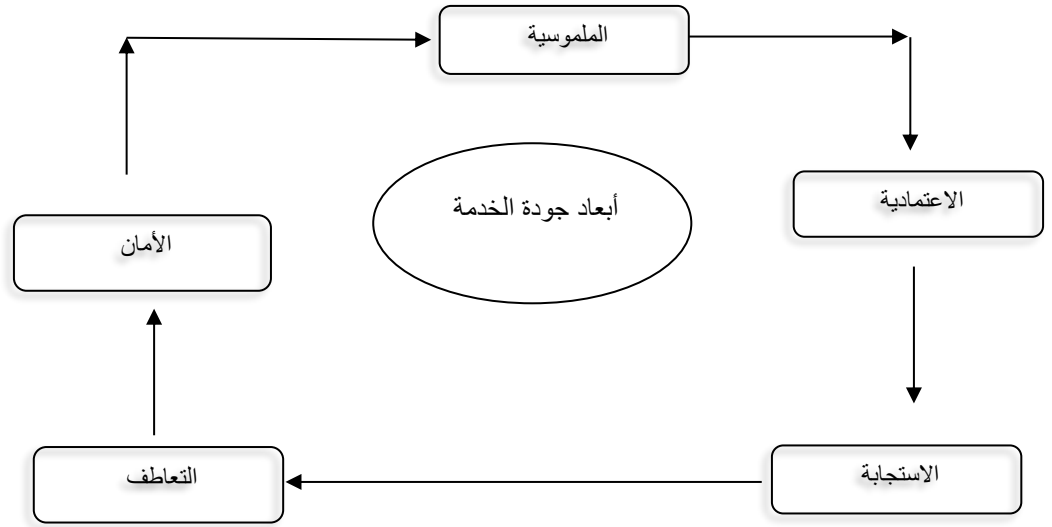 الملموسية
الاعتمادية
أبعاد جودة الخدمة
الأمان
الاستجابة
التعاطف